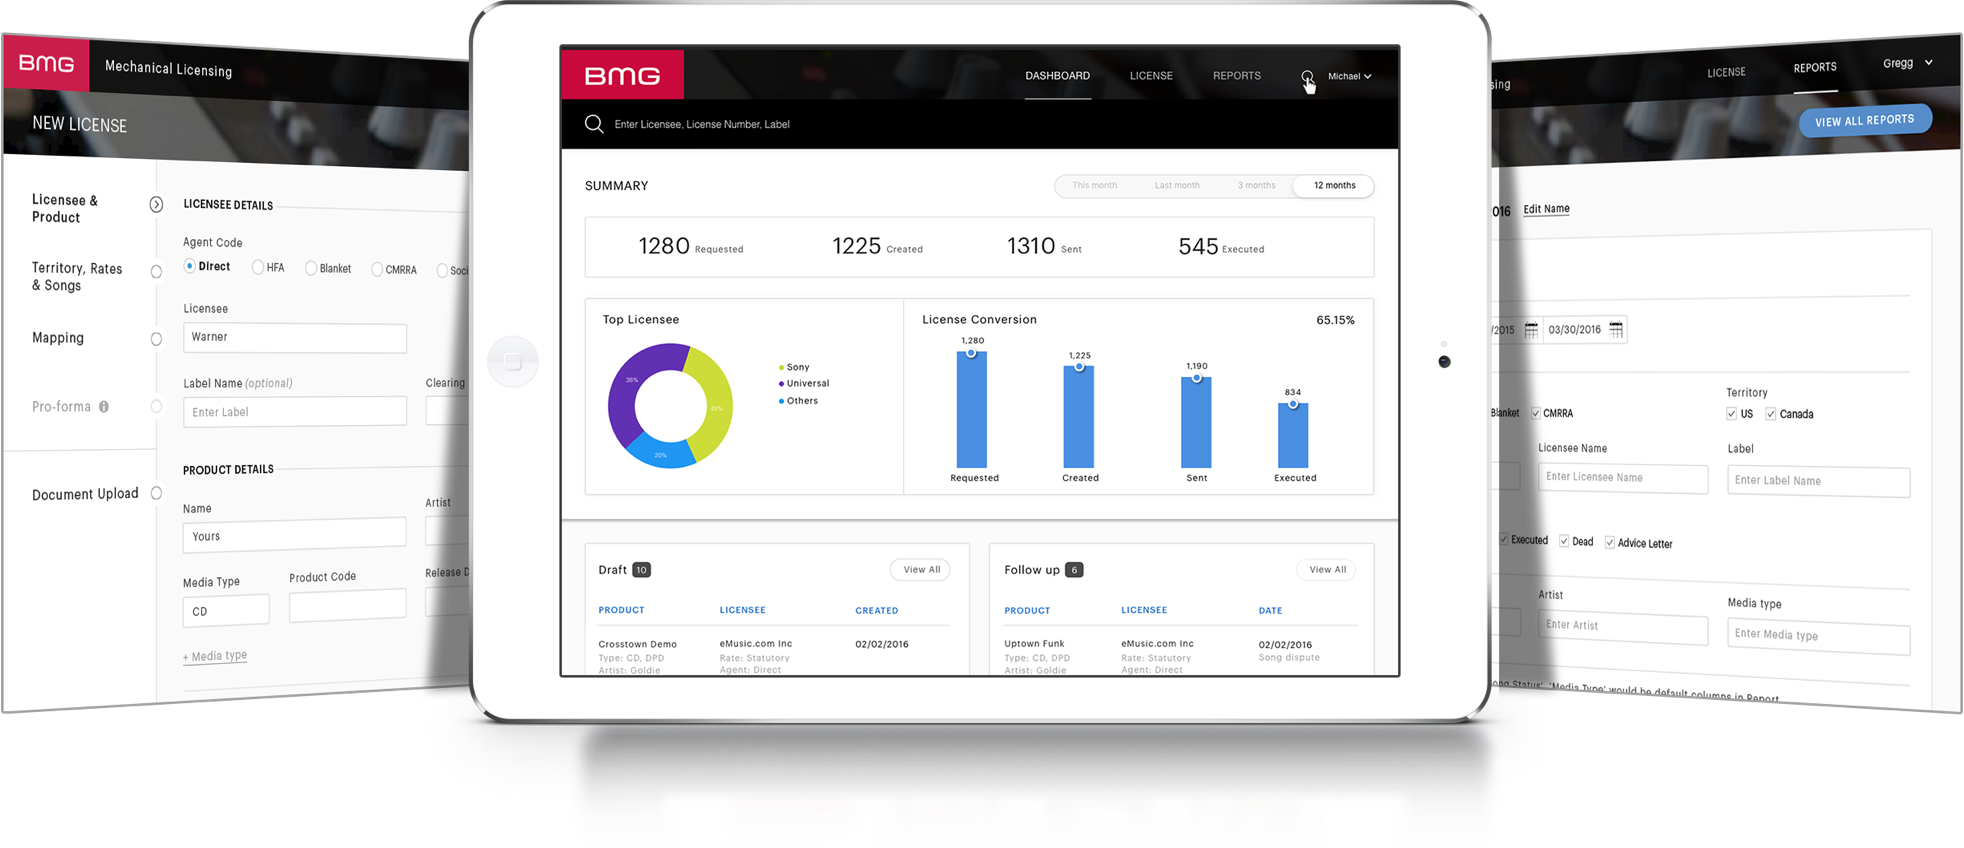 BMG
Mechanical Licensing
NEW LICENSE
Licensee &
Product
Territory, Rates
& Songs
Mapping
Pro-forma
Document Upload
LICENSEE DETAILS
Agent Code
Direct HFA Blanket CMRRA
Licensee
Warner
Label Name (optional) Clearing
Enter Label
PRODUCT DETAILS
Name Artist
Yours
Media Type Product Code Release D
CD
+ Media type
BMG
DASHBOARD LICENSE REPORTS Michael
Enter Licensee, License Number, Label
SUMMARY
This month Last month 3 months 12 months
1280 Requested 1225 Created 1310 Sent 545 Executed
Top Licensee
38%
42%
20%
Sony
Universal
Others
License Conversion 65.15%
1,280 1,225 1,190 834
Requested Created Sent Executed
Draft 10 View All
PRODUCT LICENSEE CREATED
Crosstown Demo eMusic.com Inc 02/02/2016
Type: CD, DPD Rate: Statutory
Artist: Goldie Agent: Direct
Follow up 6 View All
PRODUCT LICENSEE DATE
Uptown Funk eMusic.com Inc 02/02/2016
Type: CD, DPD Rate: Statutory Song dispute
Artist: Goldie Agent: Direct
sing LICENSE REPORTS Gregg
VIEW ALL REPORTS
016 Edit Name
/2015 03/30/2016
Territory
Blanket CMRRA US Canada
Licensee Name Label
Enter Licensee Name Enter Label Name
Executed Dead Advice Letter
Artist Media type
Enter Artist Enter Media type
ong Status', 'Media Type' would be default columns in Report